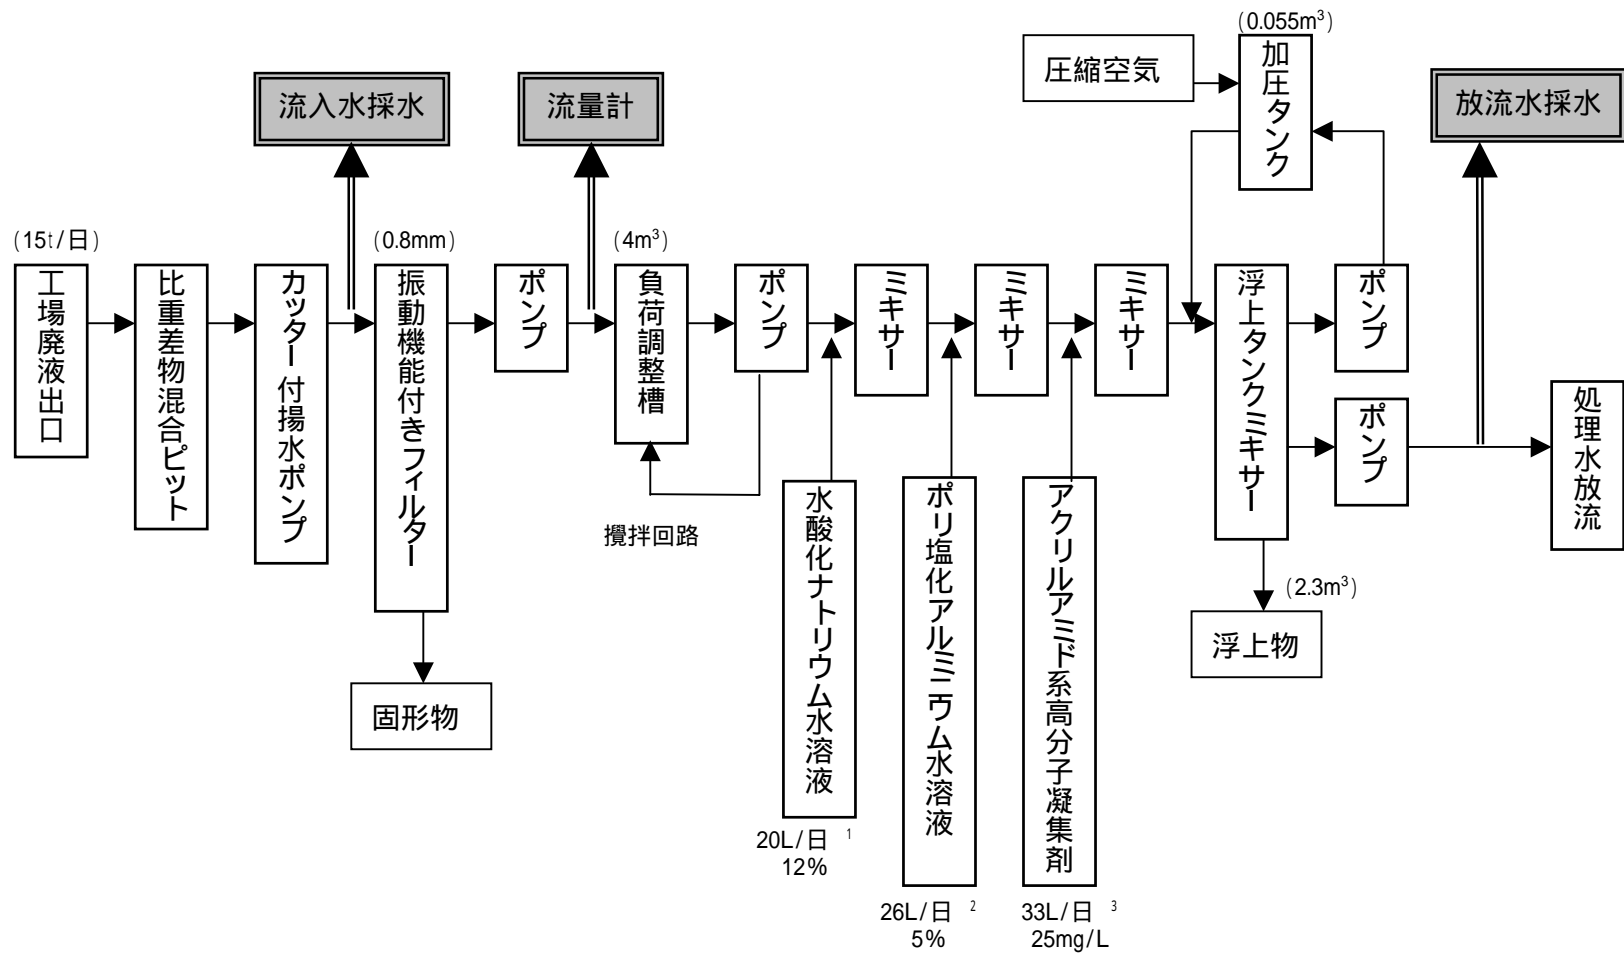 (0.055m³)
圧縮空気
加圧タンク
流入水採水
流量計
放流水採水
(15t/日)
(0.8mm)
(4m³)
工場廃液出口
比重差物混合ピット
カッター付揚水ポンプ
振動機能付きフィルター
ポンプ
負荷調整槽
ポンプ
ミキサー
ミキサー
ミキサー
浮上タンクミキサー
ポンプ
ポンプ
処理水放流
攪拌回路
水酸化ナトリウム水溶液
ポリ塩化アルミニウム水溶液
アクリルアミド系高分子凝集剤
(2.3m³)
浮上物
固形物
20L/日 1
12%
26L/日 2
5%
33L/日 3
25mg/L